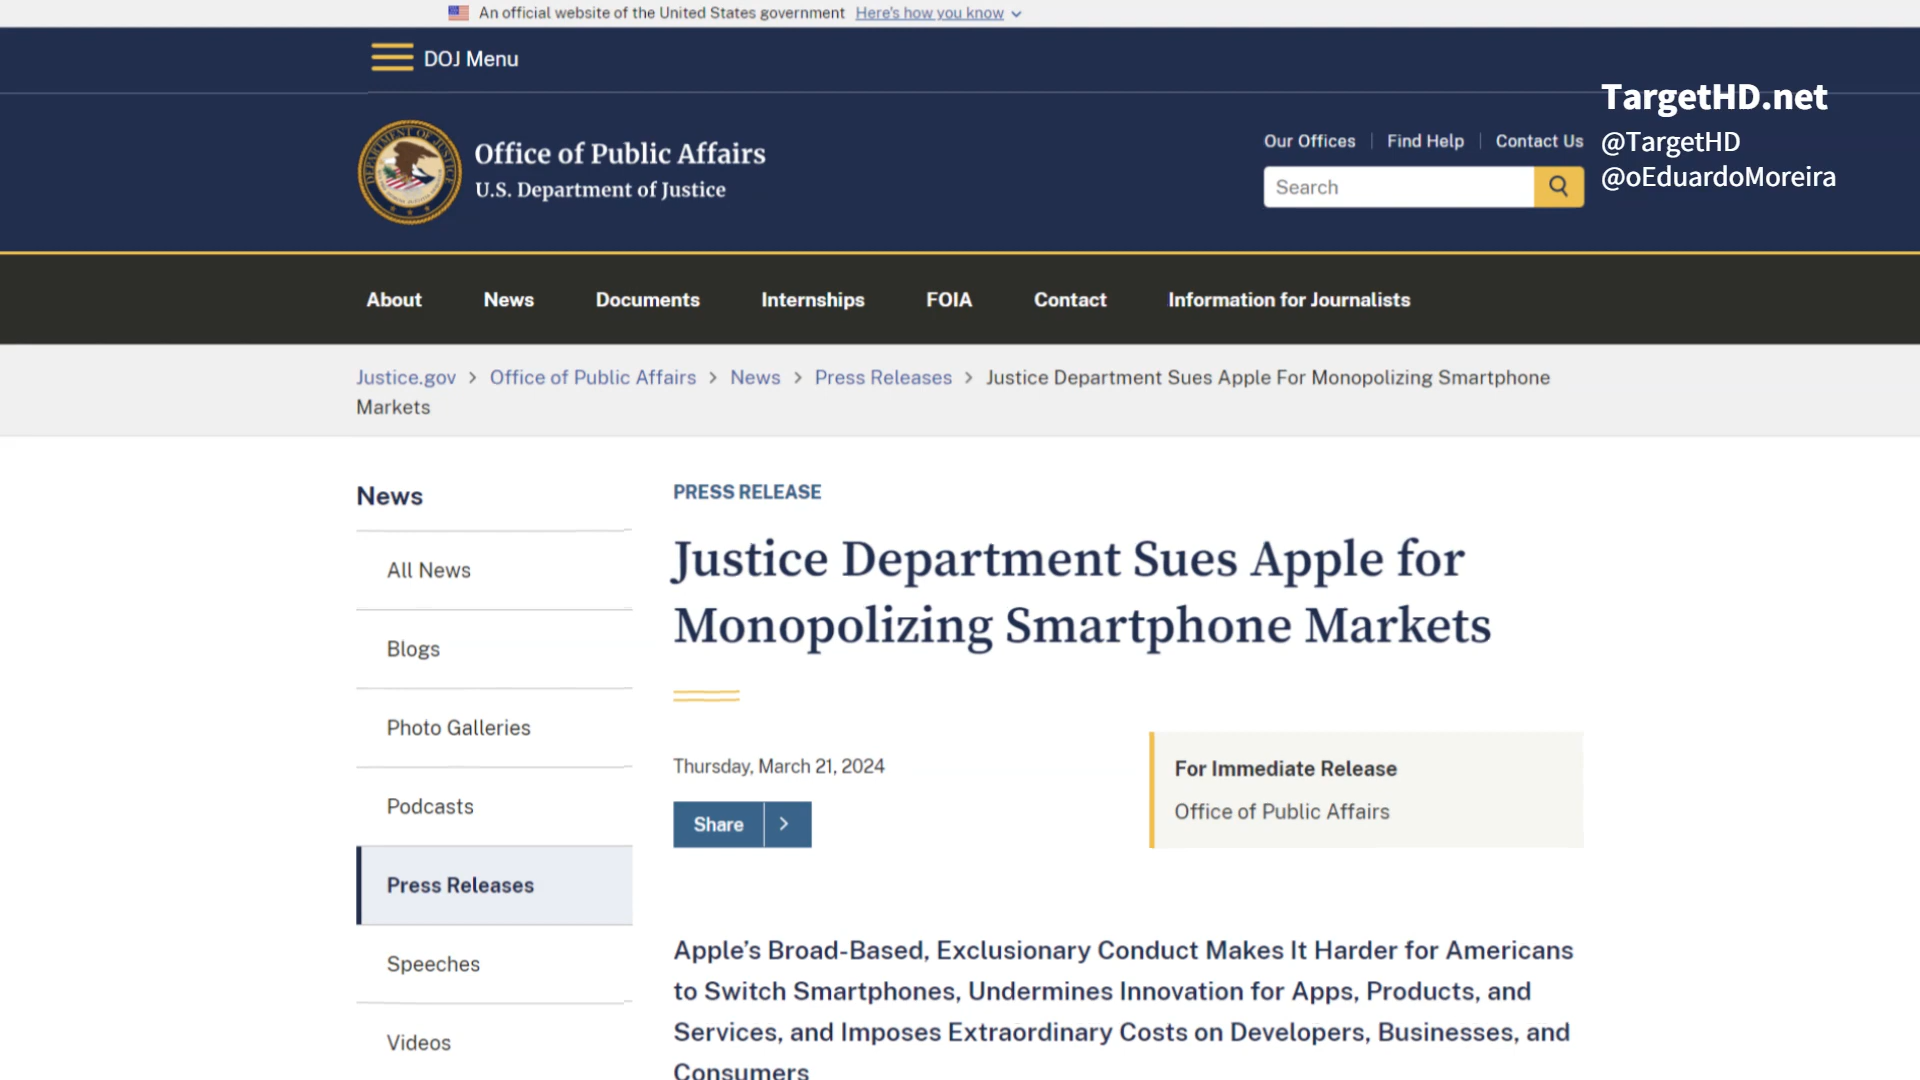 An official website of the United States government Here's how you know
DOJ Menu
TargetHD.net
@TargetHD
@oEduardoMoreira
Office of Public Affairs
U.S. Department of Justice
Our Offices Find Help Contact Us
Search
About News Documents Internships FOIA Contact Information for Journalists
Justice.gov > Office of Public Affairs > News > Press Releases > Justice Department Sues Apple For Monopolizing Smartphone
Markets
News
All News
Blogs
Photo Galleries
Podcasts
Press Releases
Speeches
Videos
PRESS RELEASE
Justice Department Sues Apple for
Monopolizing Smartphone Markets
Thursday, March 21, 2024
Share >
For Immediate Release
Office of Public Affairs
Apple’s Broad-Based, Exclusionary Conduct Makes It Harder for Americans
to Switch Smartphones, Undermines Innovation for Apps, Products, and
Services, and Imposes Extraordinary Costs on Developers, Businesses, and
Consumers